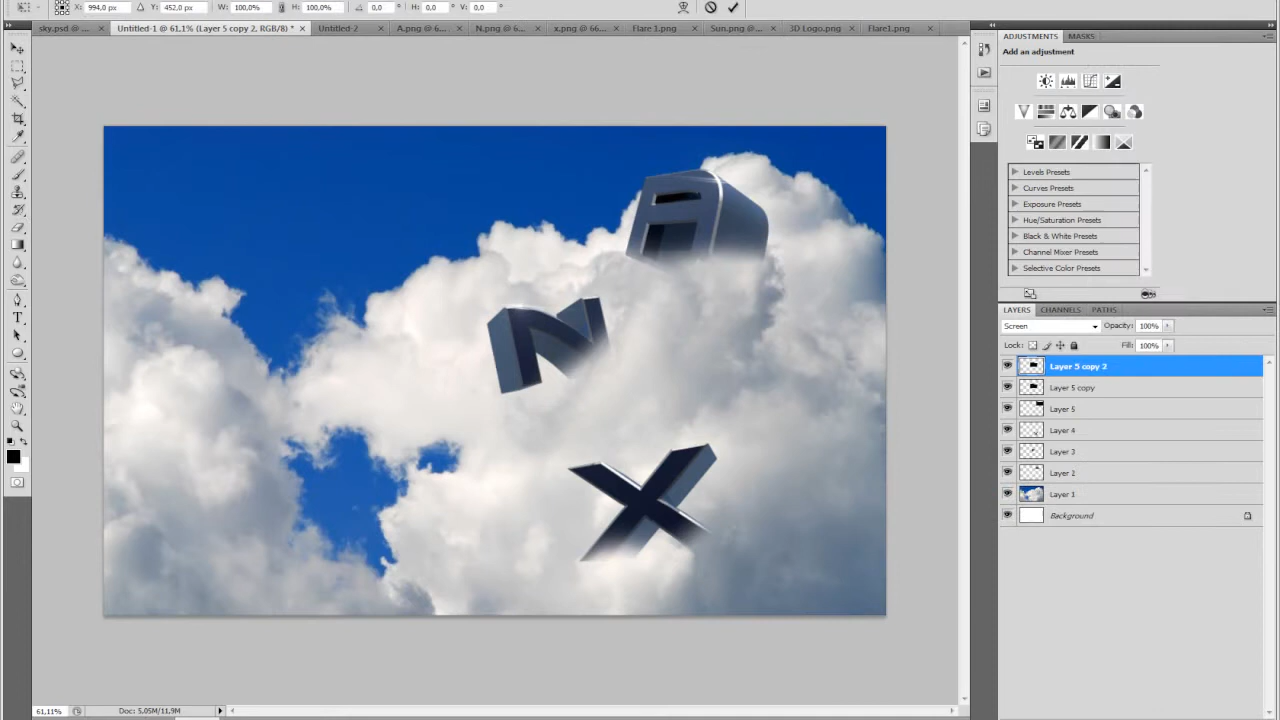 X: 994,0 px Y: 452,0 px W: 100,0% H: 100,0% 0,0 ° H: 0,0 ° V: 0,0 °
sky.psd @ ... × Untitled-1 @ 61,1% (Layer 5 copy 2, RGB/8) * × Untitled-2 × A.png @ 6... × N.png @ 6... × x.png @ 66... × Flare 1.png × Sun.png @ ... × 3D Logo.png × Flare1.png ×
ADJUSTMENTS MASKS
Add an adjustment
Levels Presets
Curves Presets
Exposure Presets
Hue/Saturation Presets
Black & White Presets
Channel Mixer Presets
Selective Color Presets
A
N
X
LAYERS CHANNELS PATHS
Screen Opacity: 100%
Lock: Fill: 100%
Layer 5 copy 2
Layer 5 copy
Layer 5
Layer 4
Layer 3
Layer 2
Layer 1
Background
61,11% Doc: 5,05M/11,9M